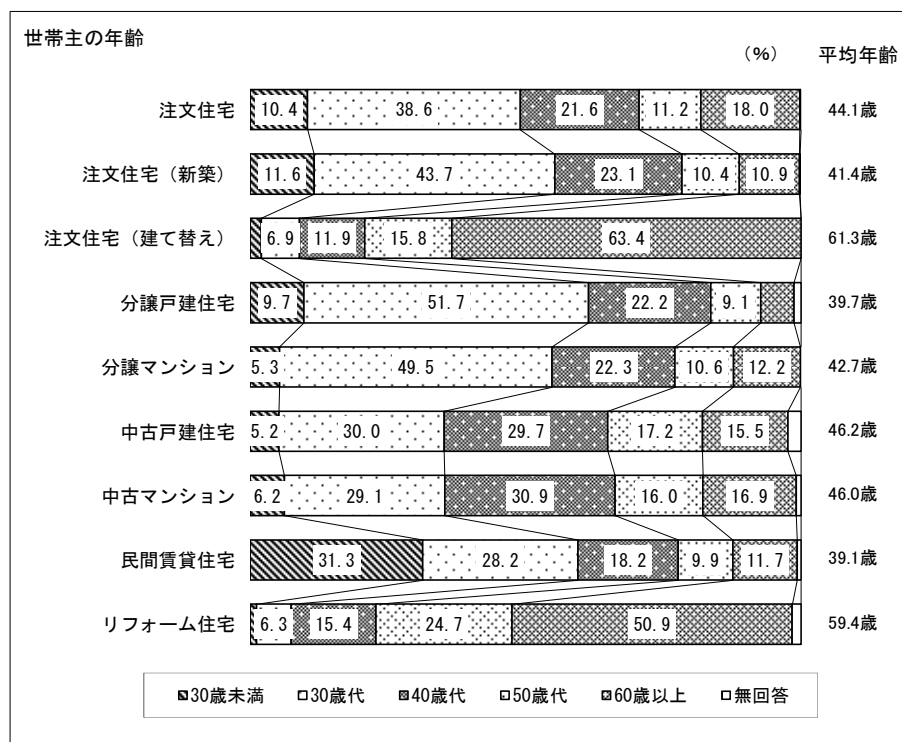 世帯主の年齢
(%) 平均年齢
注文住宅 10.4 38.6 21.6 11.2 18.0 44.1歳
注文住宅（新築） 11.6 43.7 23.1 10.4 10.9 41.4歳
注文住宅（建て替え） 6.9 11.9 15.8 63.4 61.3歳
分譲戸建住宅 9.7 51.7 22.2 9.1 39.7歳
分譲マンション 5.3 49.5 22.3 10.6 12.2 42.7歳
中古戸建住宅 5.2 30.0 29.7 17.2 15.5 46.2歳
中古マンション 6.2 29.1 30.9 16.0 16.9 46.0歳
民間賃貸住宅 31.3 28.2 18.2 9.9 11.7 39.1歳
リフォーム住宅 6.3 15.4 24.7 50.9 59.4歳
30歳未満 30歳代 40歳代 50歳代 60歳以上 無回答